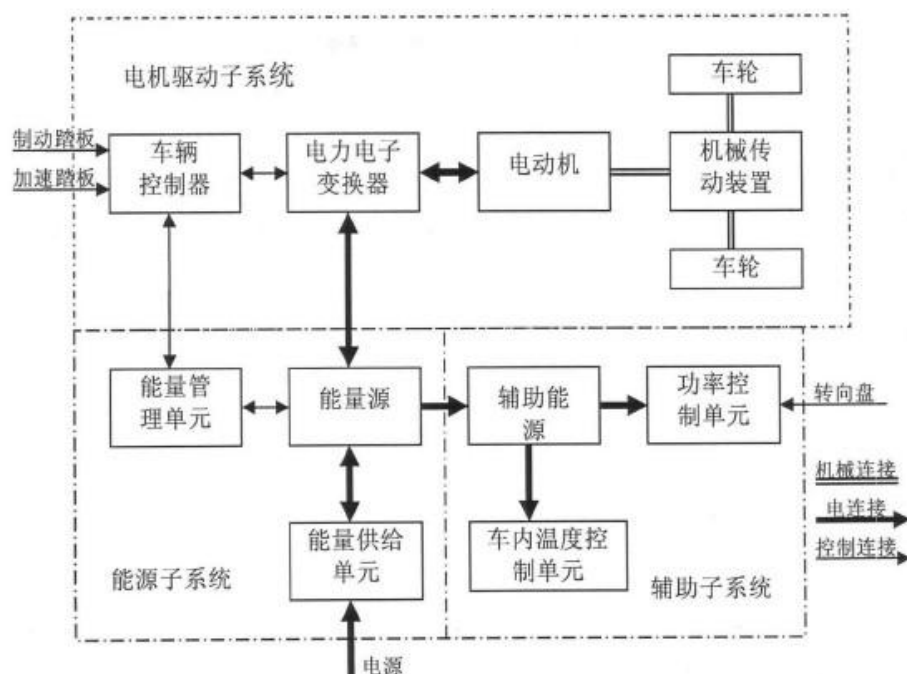 电机驱动子系统
车轮
制动踏板
加速踏板
车辆
控制器
电力电子
变换器
电动机
机械传
动装置
车轮
能量管
理单元
能量源
辅助能
源
功率控
制单元
转向盘
机械连接
电连接
控制连接
能量供给
单元
车内温度控
制单元
能源子系统
辅助子系统
电源